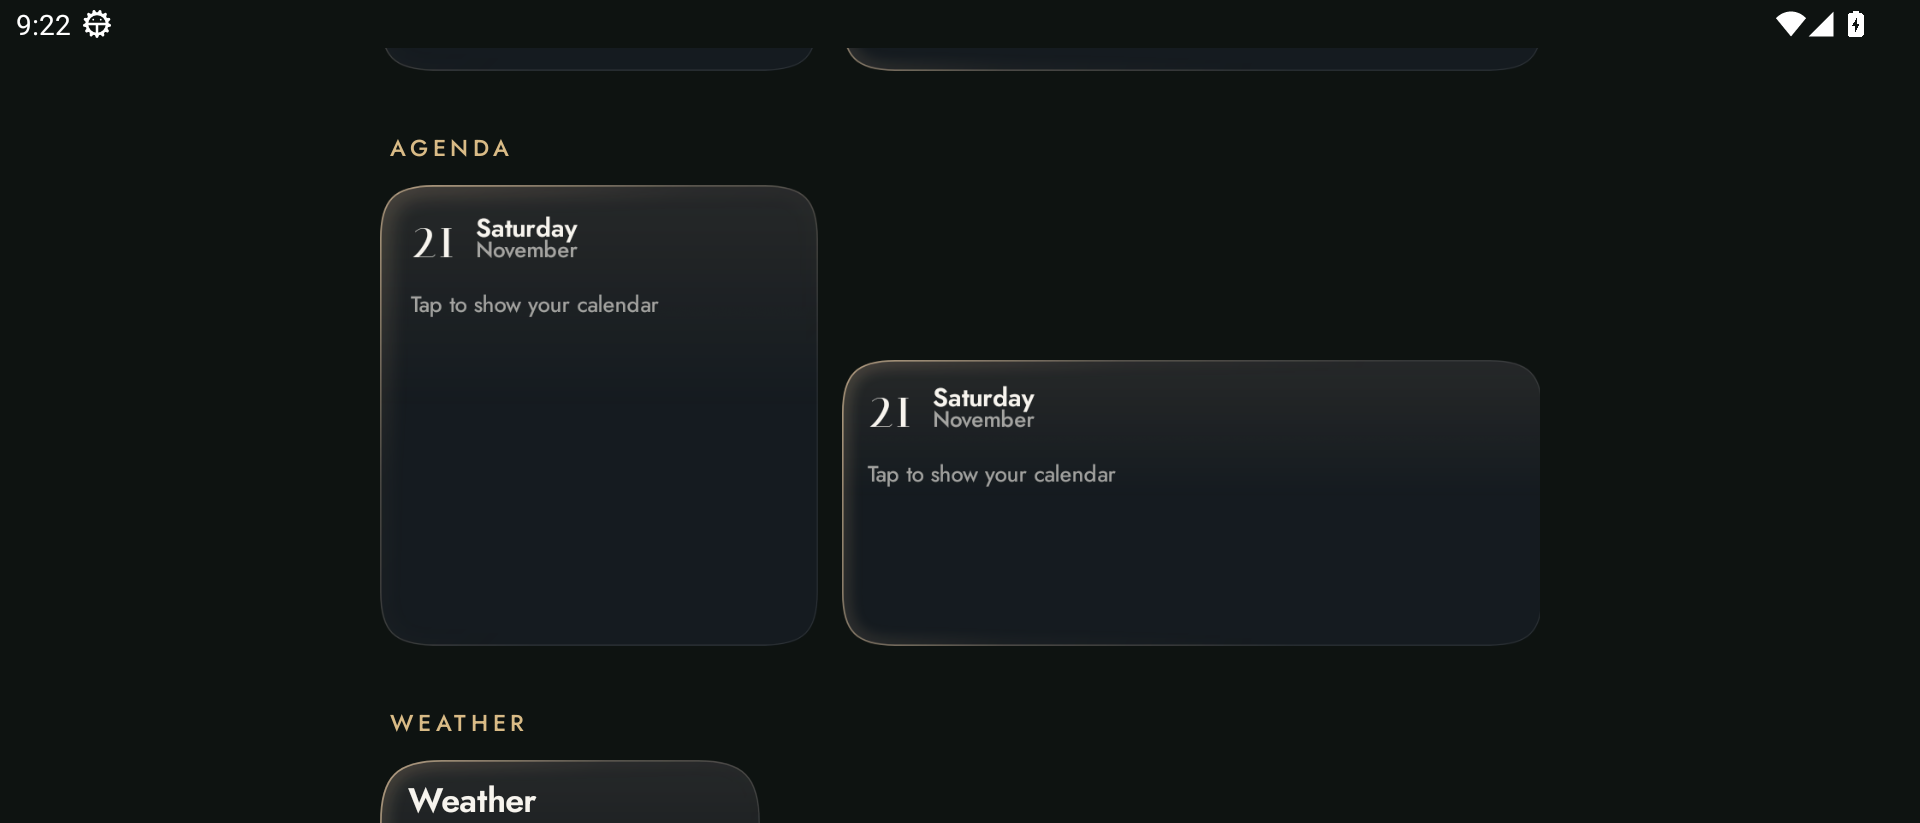 9:22
AGENDA
21
Saturday
November
Tap to show your calendar
21
Saturday
November
Tap to show your calendar
WEATHER
Weather